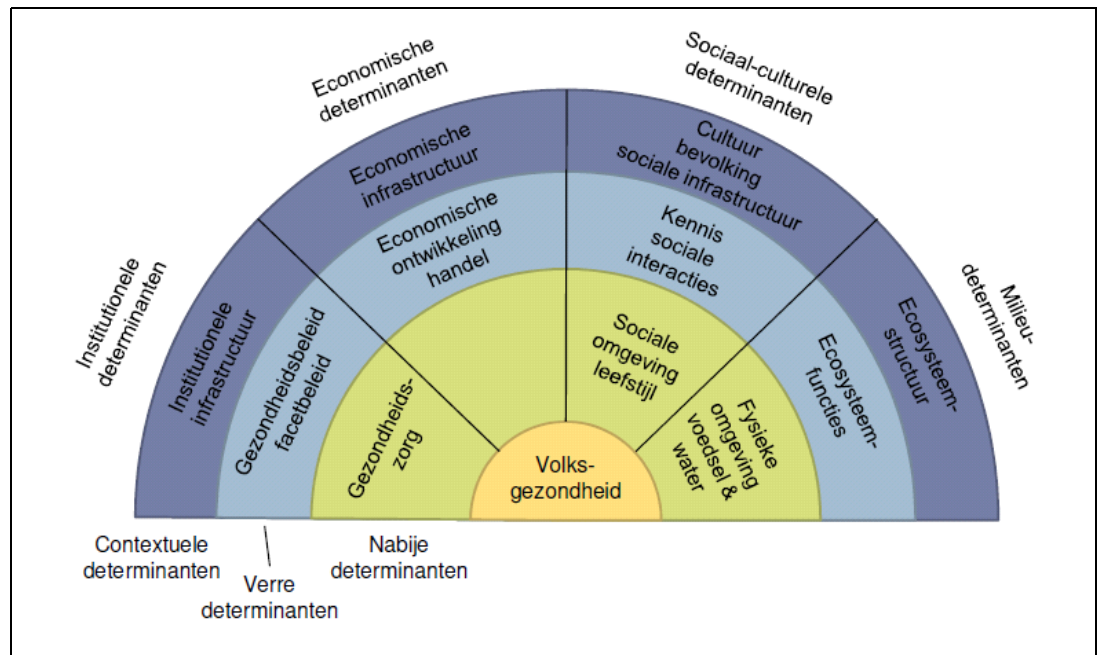 Economische
determinanten
Sociaal-culturele
determinanten
Institutionele
determinanten
Milieu-
determinanten
Institutionele
infrastructuur
Economische
infrastructuur
Cultuur
bevolking
sociale infrastructuur
Ecosysteem-
structuur
Gezondheidsbeleid
facetbeleid
Economische
ontwikkeling
handel
Kennis
sociale
interacties
Ecosysteem-
functies
Gezondheids-
zorg
Sociale
omgeving
leefstijl
Fysieke
omgeving
voedsel &
water
Volks-
gezondheid
Contextuele
determinanten
Verre
determinanten
Nabije
determinanten